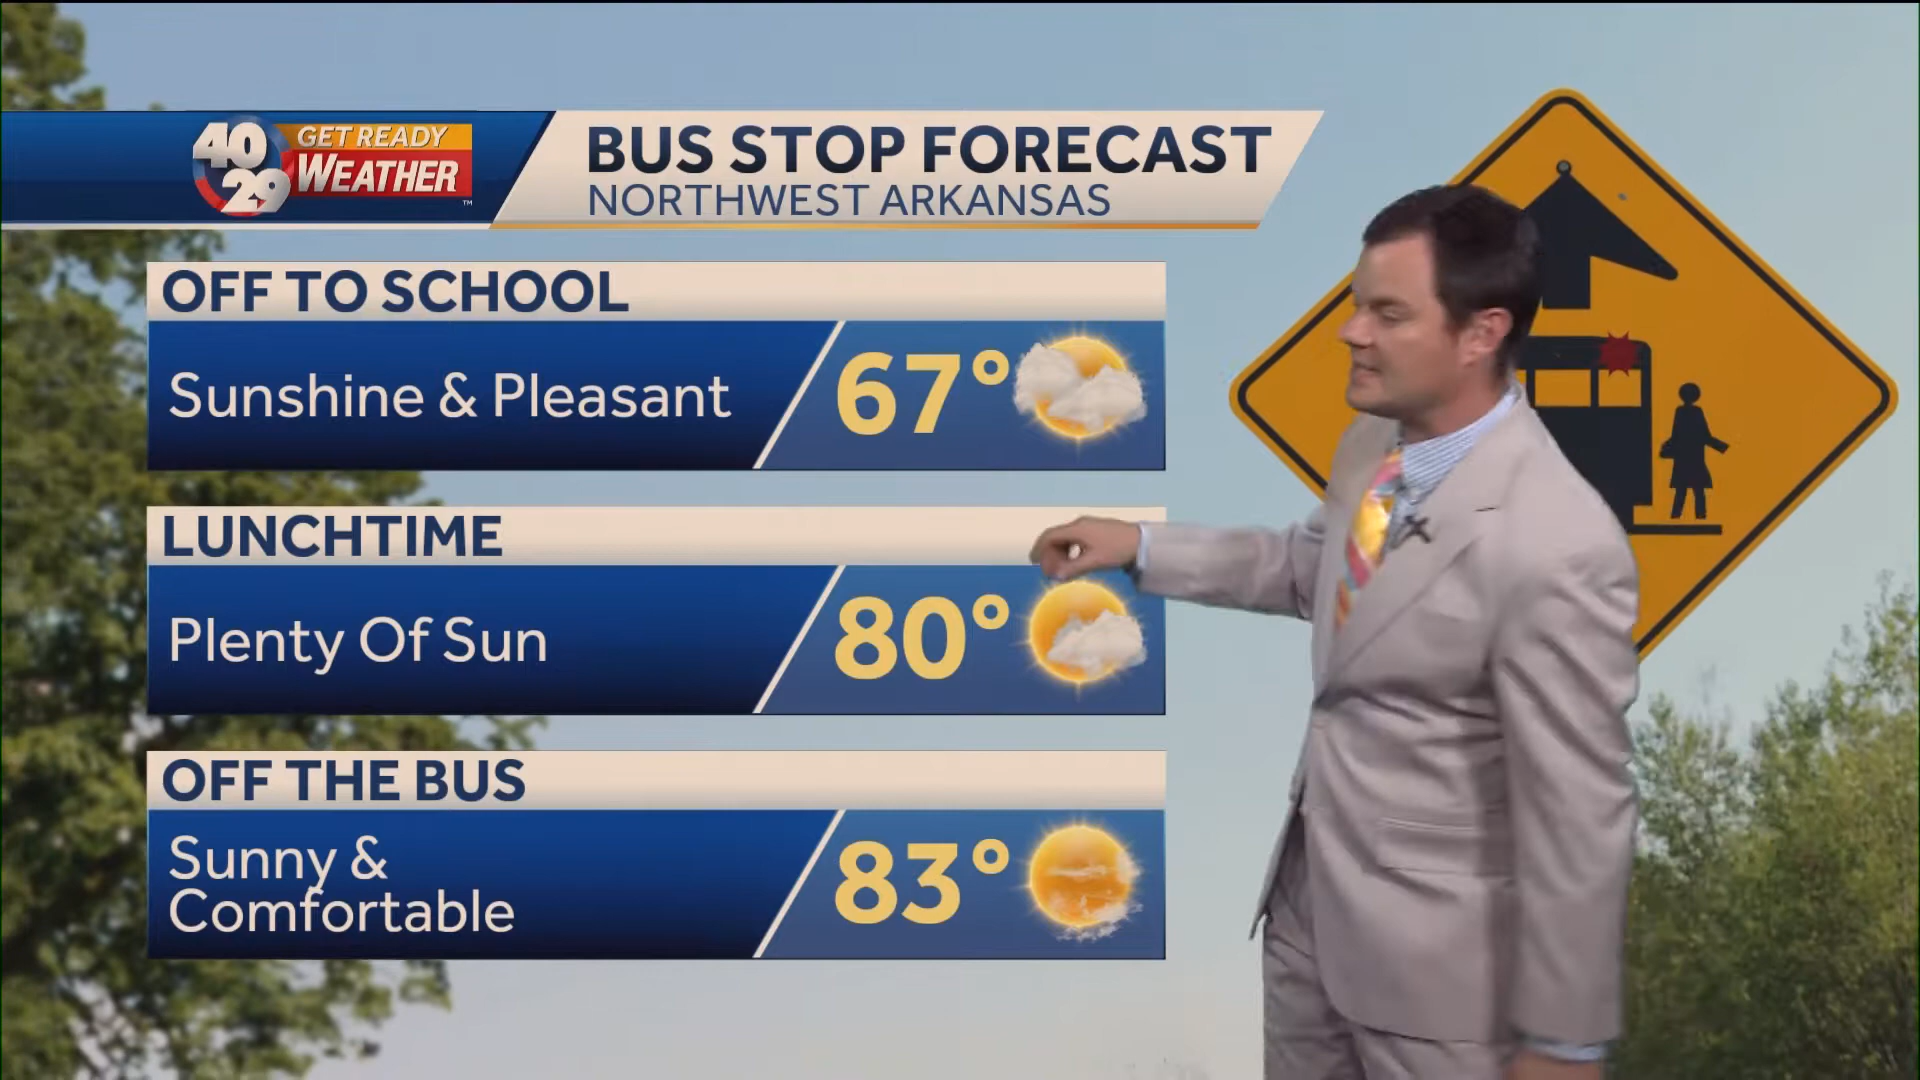 40
29
GET READY
WEATHER™
BUS STOP FORECAST
NORTHWEST ARKANSAS
OFF TO SCHOOL
Sunshine & Pleasant
67°
LUNCHTIME
Plenty Of Sun
80°
OFF THE BUS
Sunny &
Comfortable
83°